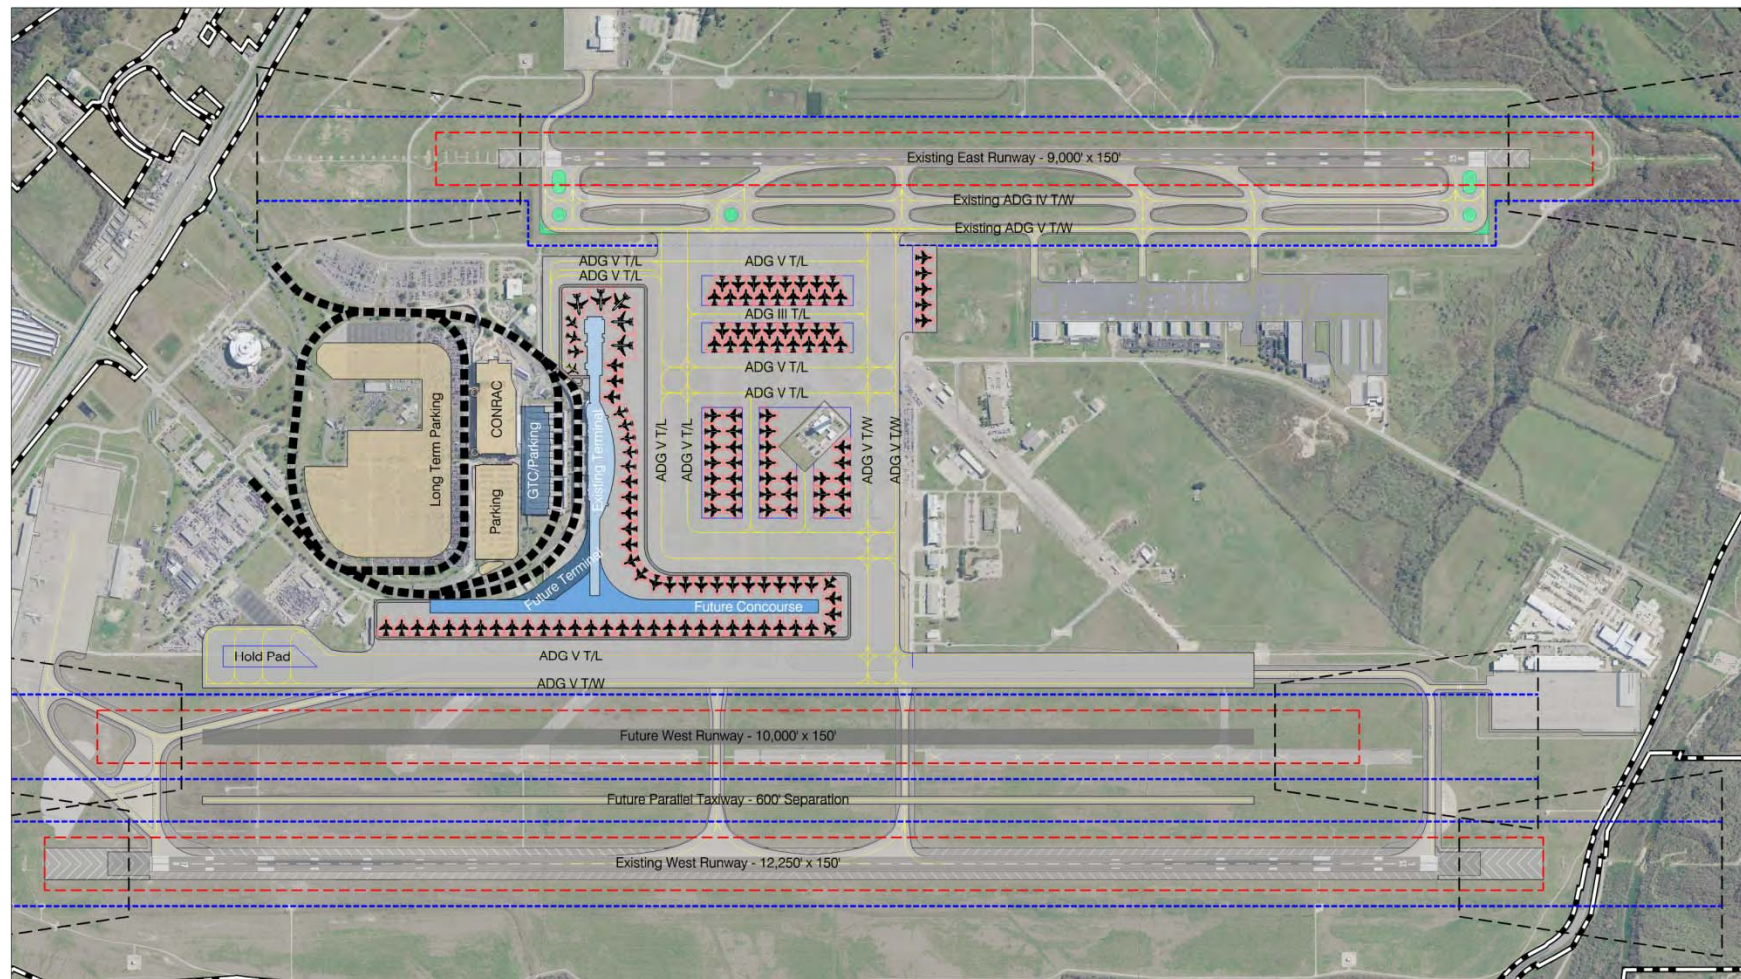 Existing East Runway - 9,000' x 150'
Existing ADG IV T/W
Existing ADG V T/W
ADG V T/L
ADG V T/L
ADG V T/L
ADG III T/L
ADG V T/L
ADG V T/L
Long Term Parking
CONRAC
Parking
GTC/Parking
Existing Terminal
ADG V T/L
ADG V T/L
ADG V T/W
ADG V T/W
Future Terminal
Future Concourse
Hold Pad
ADG V T/L
ADG V T/W
Future West Runway - 10,000' x 150'
Future Parallel Taxiway - 600' Separation
Existing West Runway - 12,250' x 150'